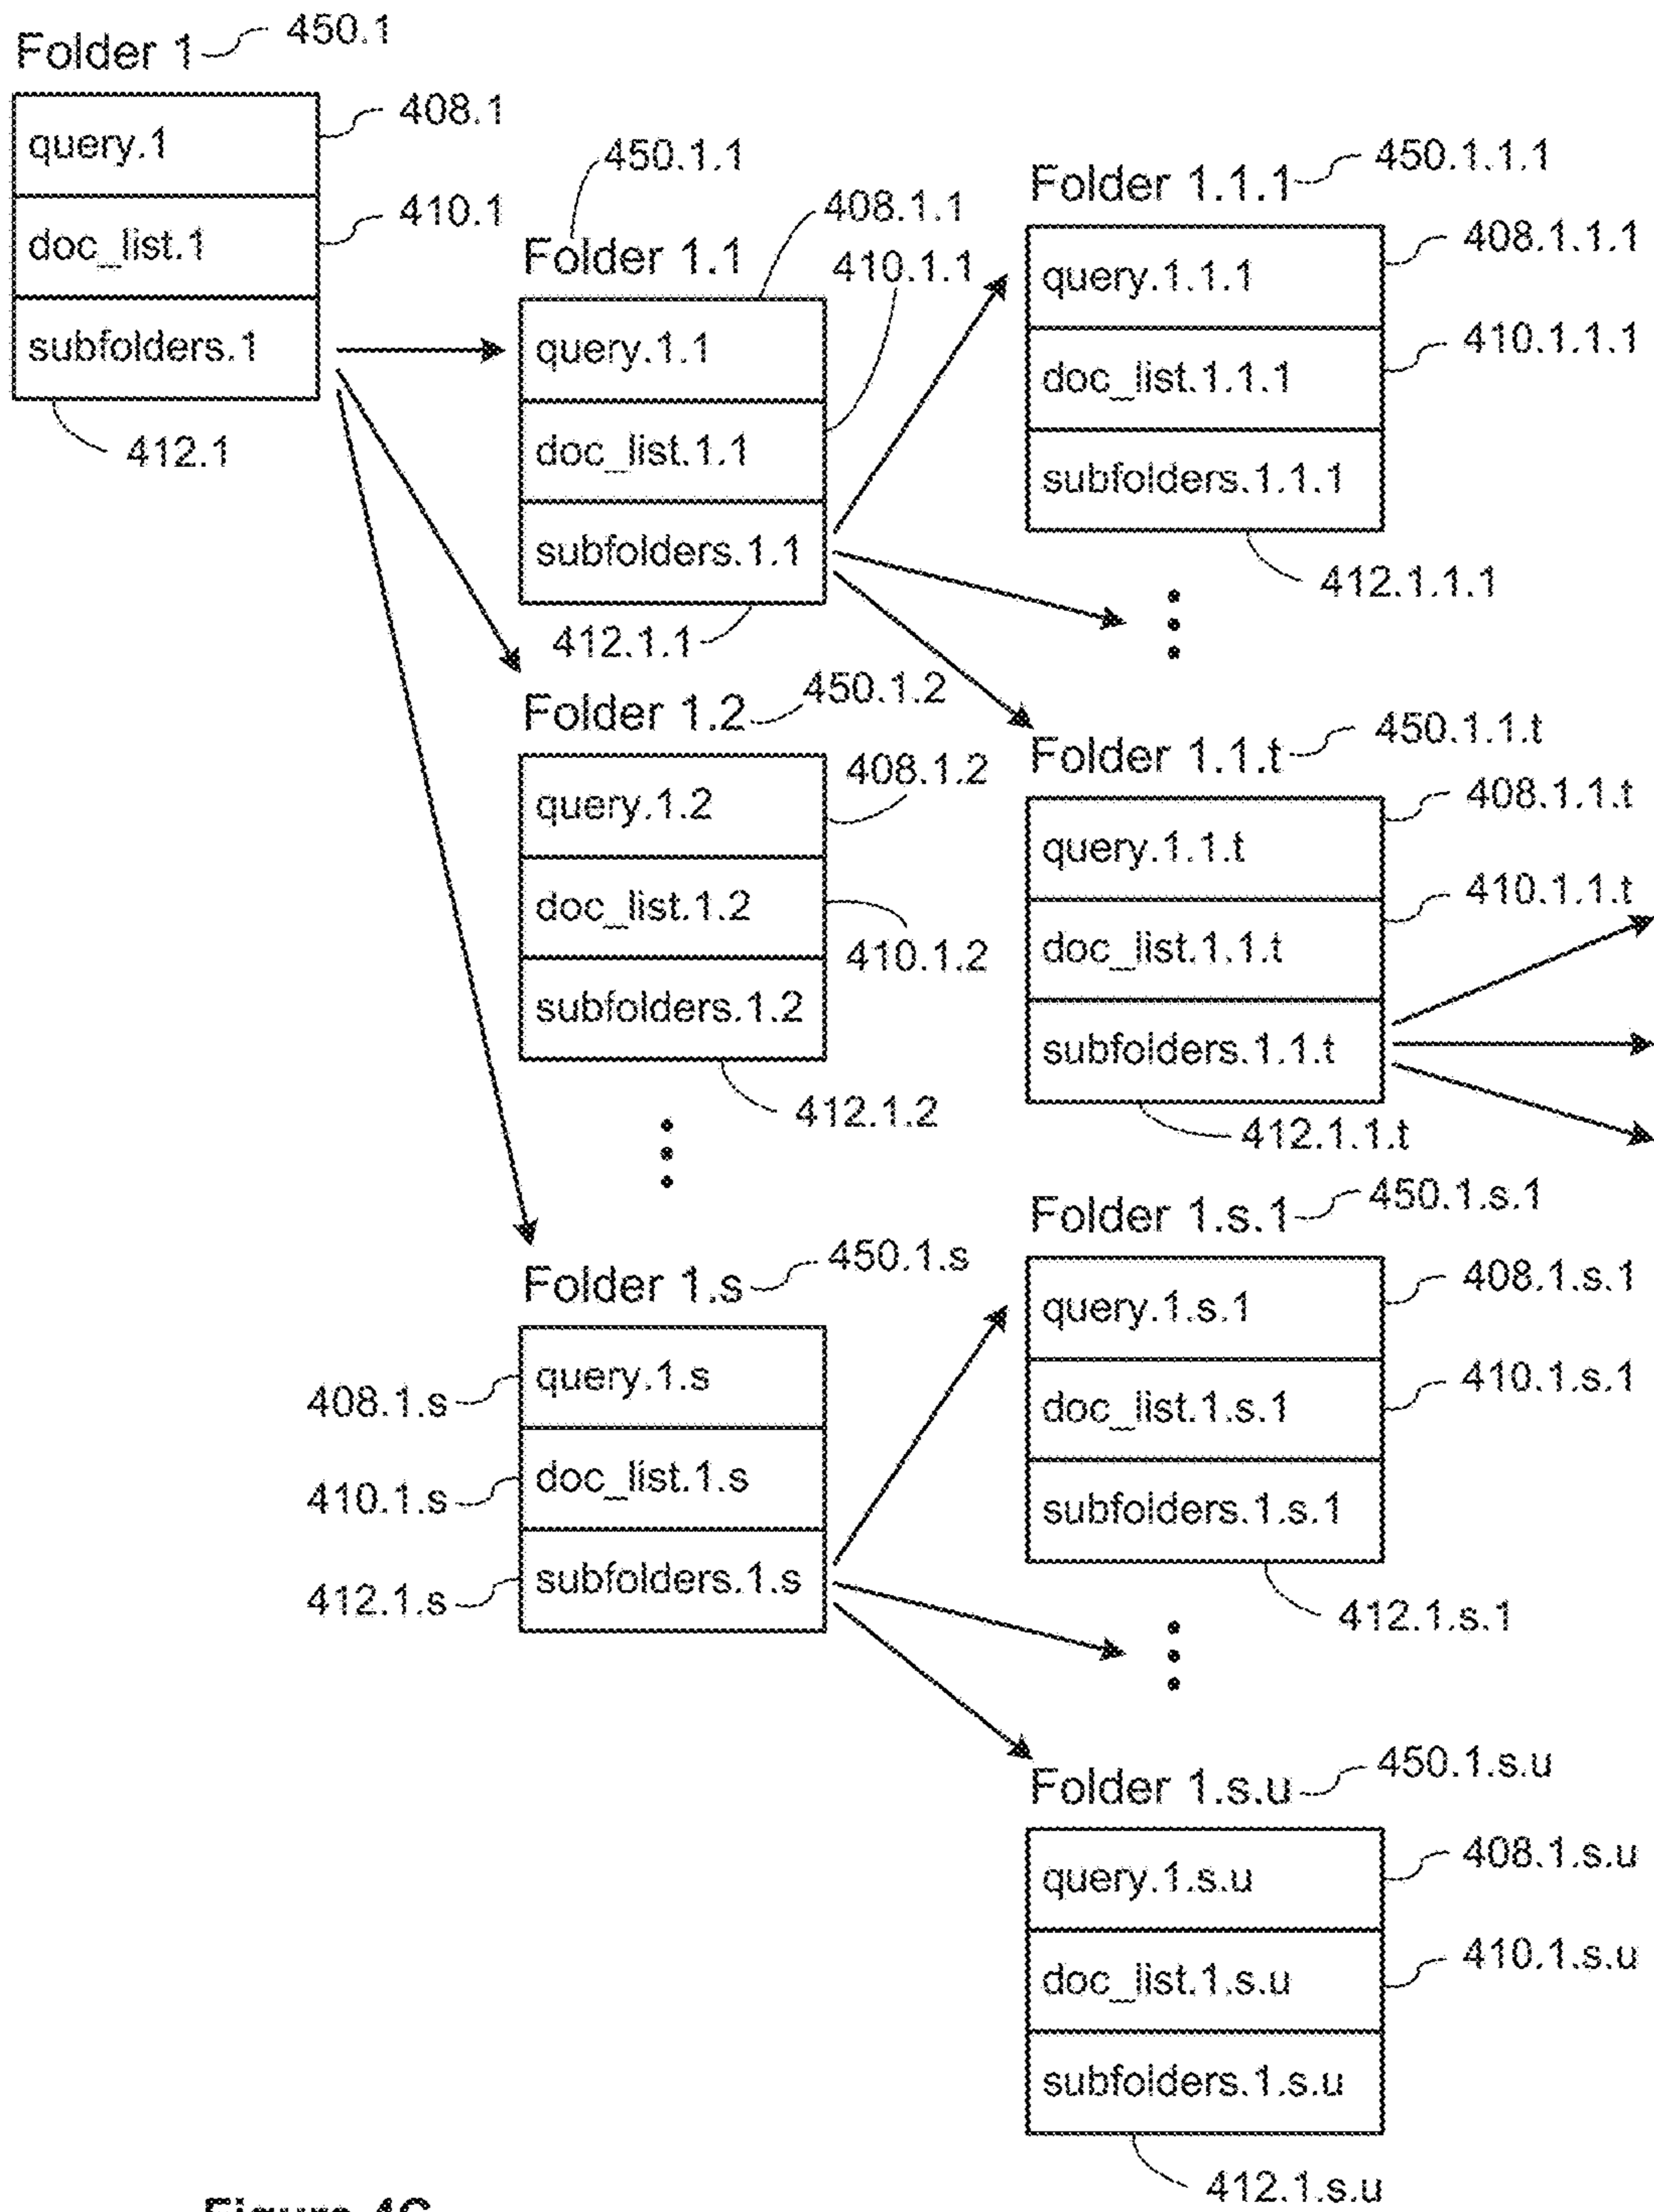 Folder 1
450.1
query.1
408.1
doc_list.1
410.1
subfolders.1
412.1
Folder 1.1
450.1.1
408.1.1
410.1.1
query.1.1
doc_list.1.1
subfolders.1.1
412.1.1
Folder 1.2
450.1.2
query.1.2
408.1.2
doc_list.1.2
410.1.2
subfolders.1.2
412.1.2
Folder 1.s
450.1.s
query.1.s
408.1.s
doc_list.1.s
410.1.s
subfolders.1.s
412.1.s
Folder 1.1.1
450.1.1.1
query.1.1.1
408.1.1.1
doc_list.1.1.1
410.1.1.1
subfolders.1.1.1
412.1.1.1
Folder 1.1.t
450.1.1.t
query.1.1.t
408.1.1.t
doc_list.1.1.t
410.1.1.t
subfolders.1.1.t
412.1.1.t
Folder 1.s.1
450.1.s.1
query.1.s.1
408.1.s.1
doc_list.1.s.1
410.1.s.1
subfolders.1.s.1
412.1.s.1
Folder 1.s.u
450.1.s.u
query.1.s.u
408.1.s.u
doc_list.1.s.u
410.1.s.u
subfolders.1.s.u
412.1.s.u
Figure 4C